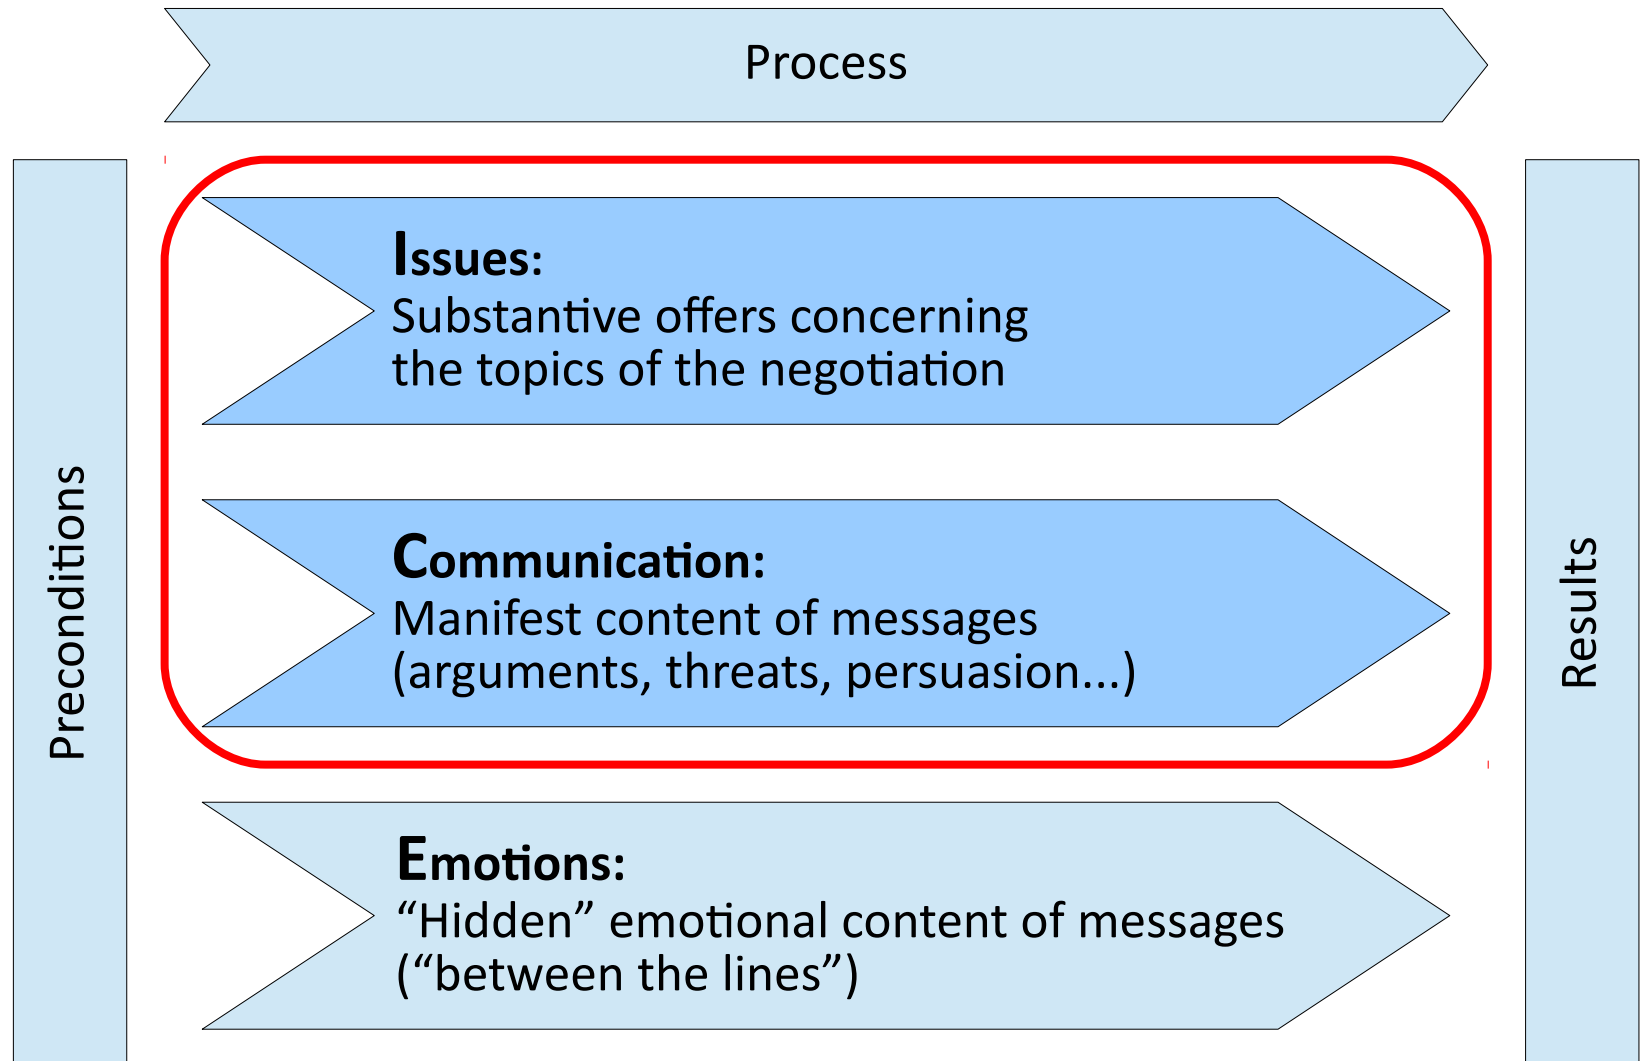 Process
Preconditions
Issues:
Substantive offers concerning
the topics of the negotiation
Communication:
Manifest content of messages
(arguments, threats, persuasion...)
Emotions:
“Hidden” emotional content of messages
(“between the lines”)
Results